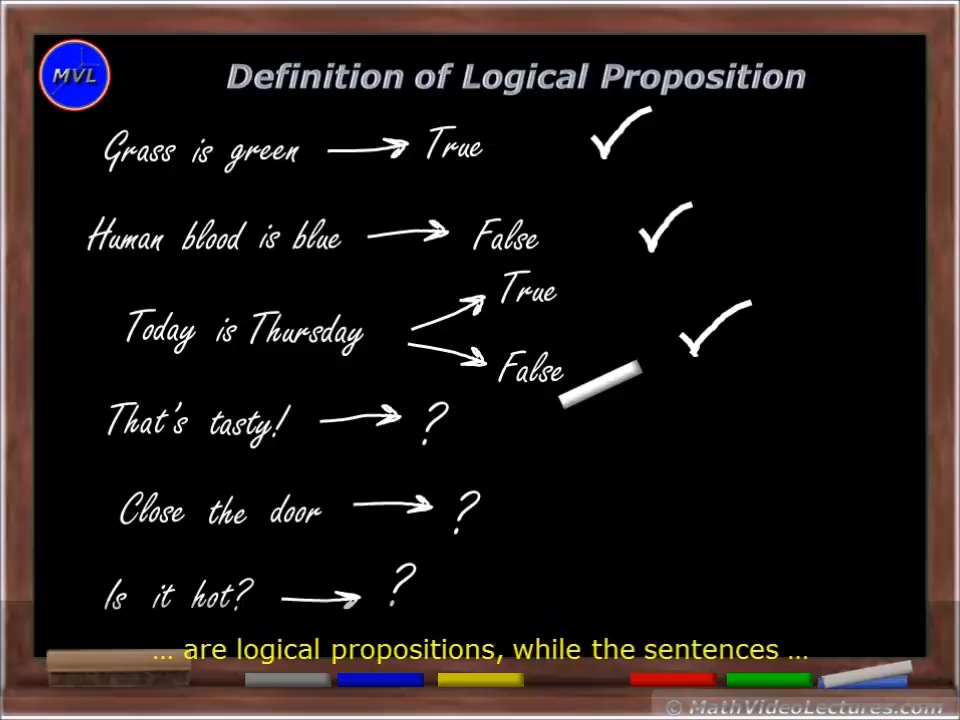 MVL
Definition of Logical Proposition
Grass is green True
Human blood is blue False
True
Today is Thursday
False
That's tasty! ?
Close the door ?
Is it hot? ?
... are logical propositions, while the sentences ...
© MathVideoLectures.com